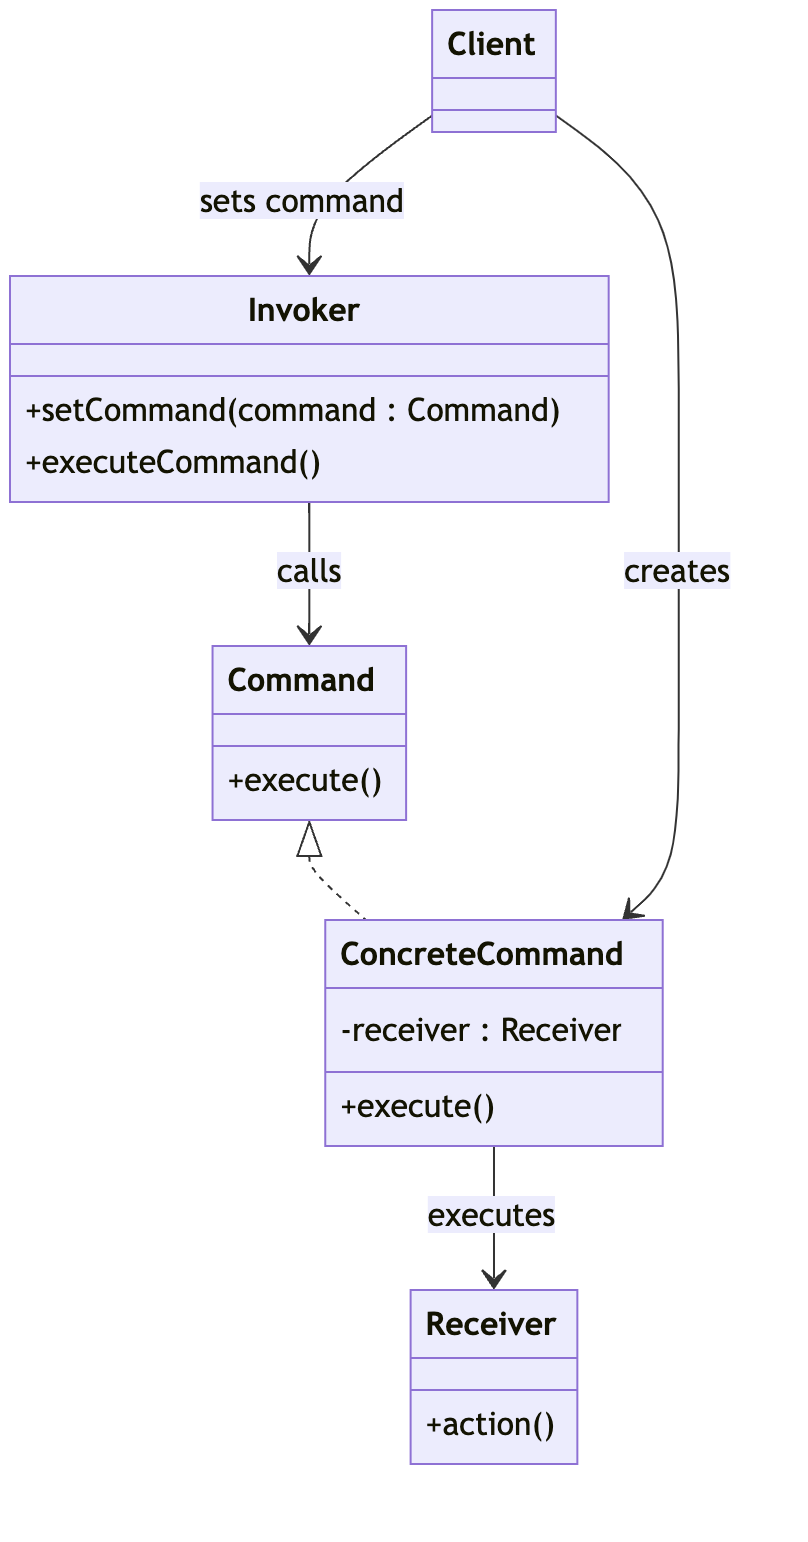 Client
sets command
Invoker
+setCommand(command : Command)
+executeCommand()
calls
creates
Command
+execute()
ConcreteCommand
-receiver : Receiver
+execute()
executes
Receiver
+action()